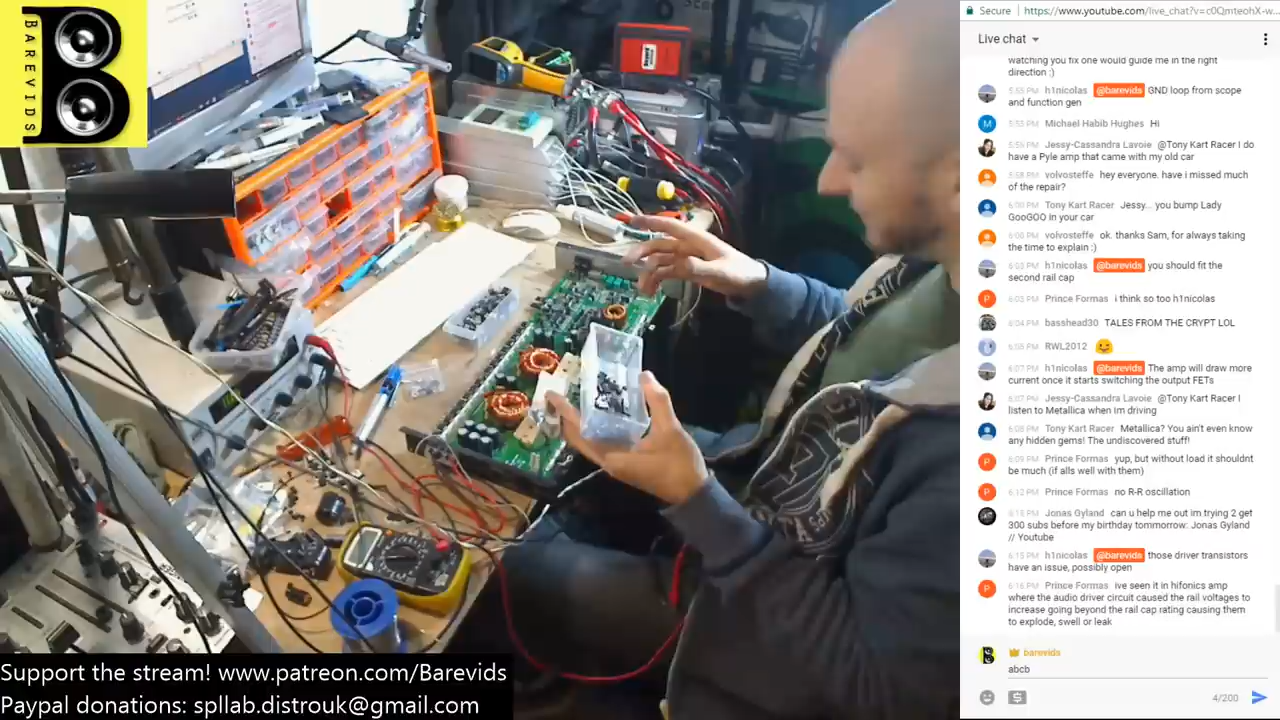 BAREVIDS
Secure
https://www.youtube.com/live_chat?v=c0QmteohX-w...
Live chat
watching you fix one would guide me in the right
direction :)
5:55 PM h1nicolas @barevids GND loop from scope
and function gen
5:55 PM Michael Habib Hughes Hi
5:56 PM Jessy-Cassandra Lavoie @Tony Kart Racer I do
have a Pyle amp that came with my old car
5:58 PM volvosteffe hey everyone. have i missed much
of the repair?
6:00 PM Tony Kart Racer Jessy... you bump Lady
GooGOO in your car
6:00 PM volvosteffe ok. thanks Sam, for always taking
the time to explain :)
6:03 PM h1nicolas @barevids you should fit the
second rail cap
6:03 PM Prince Formas i think so too h1nicolas
6:04 PM basshead30 TALES FROM THE CRYPT LOL
RWL2012
6:07 PM h1nicolas @barevids The amp will draw more
current once it starts switching the output FETs
6:07 PM Jessy-Cassandra Lavoie @Tony Kart Racer I
listen to Metallica when im driving
6:08 PM Tony Kart Racer Metallica? You ain't even know
any hidden gems! The undiscovered stuff!
6:09 PM Prince Formas yup, but without load it shouldnt
be much (if alls well with them)
6:12 PM Prince Formas no R-R oscillation
6:15 PM Jonas Gyland can u help me out im trying 2 get
300 subs before my birthday tommorrow: Jonas Gyland
// Youtube
6:15 PM h1nicolas @barevids those driver transistors
have an issue, possibly open
6:16 PM Prince Formas ive seen it in hifonics amp
where the audio driver circuit caused the rail voltages to
increase going beyond the rail cap rating causing them
to explode, swell or leak
barevids
abcb
4/200
Support the stream! www.patreon.com/Barevids
Paypal donations: spllab.distrouk@gmail.com